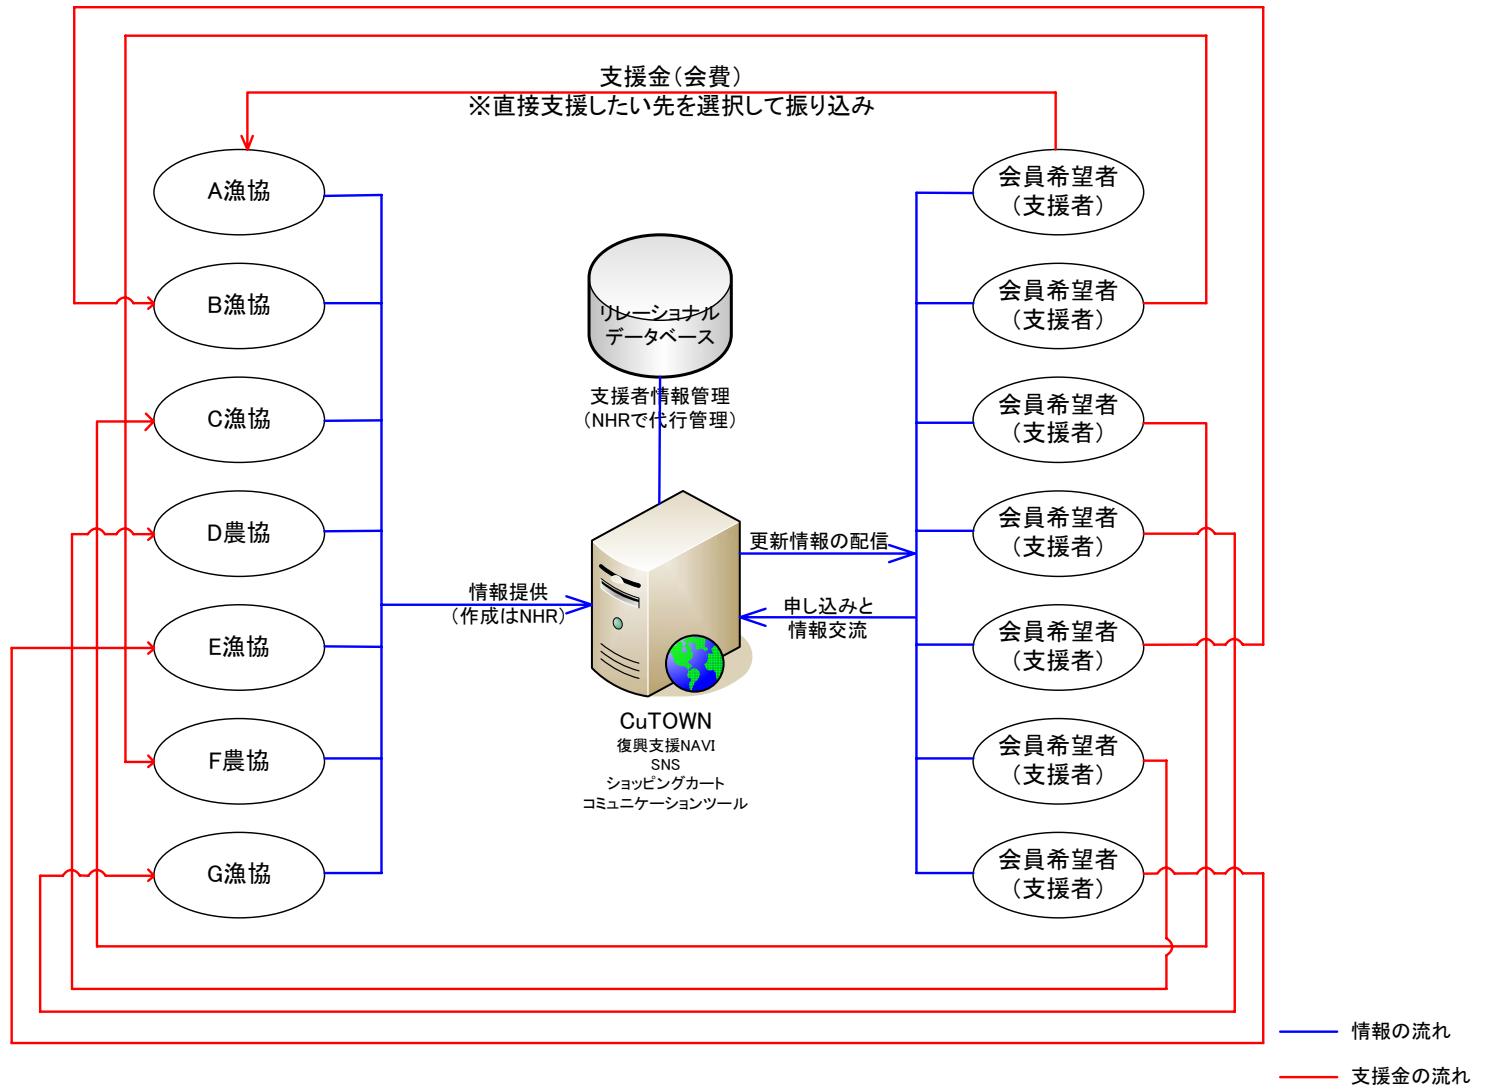 支援金(会費)
※直接支援したい先を選択して振り込み
A漁協
B漁協
C漁協
D農協
E漁協
F農協
G漁協
リレーショナル
データベース
支援者情報管理
(NHRで代行管理)
情報提供
(作成はNHR)
更新情報の配信
申し込みと
情報交流
CuTOWN
復興支援NAVI
SNS
ショッピングカート
コミュニケーションツール
会員希望者
(支援者)
会員希望者
(支援者)
会員希望者
(支援者)
会員希望者
(支援者)
会員希望者
(支援者)
会員希望者
(支援者)
会員希望者
(支援者)
情報の流れ
支援金の流れ